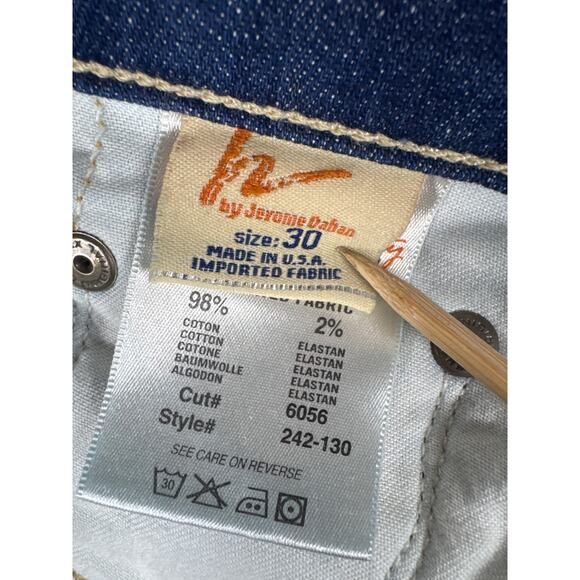 by Jerome Dahan
size: 30
MADE IN U.S.A.
IMPORTED FABRIC
FABRIC
98% 2%
COTON ELASTAN
COTTON ELASTAN
COTONE ELASTAN
BAUMWOLLE ELASTAN
ALGODON ELASTAN
Cut# 6056
Style# 242-130
SEE CARE ON REVERSE
30